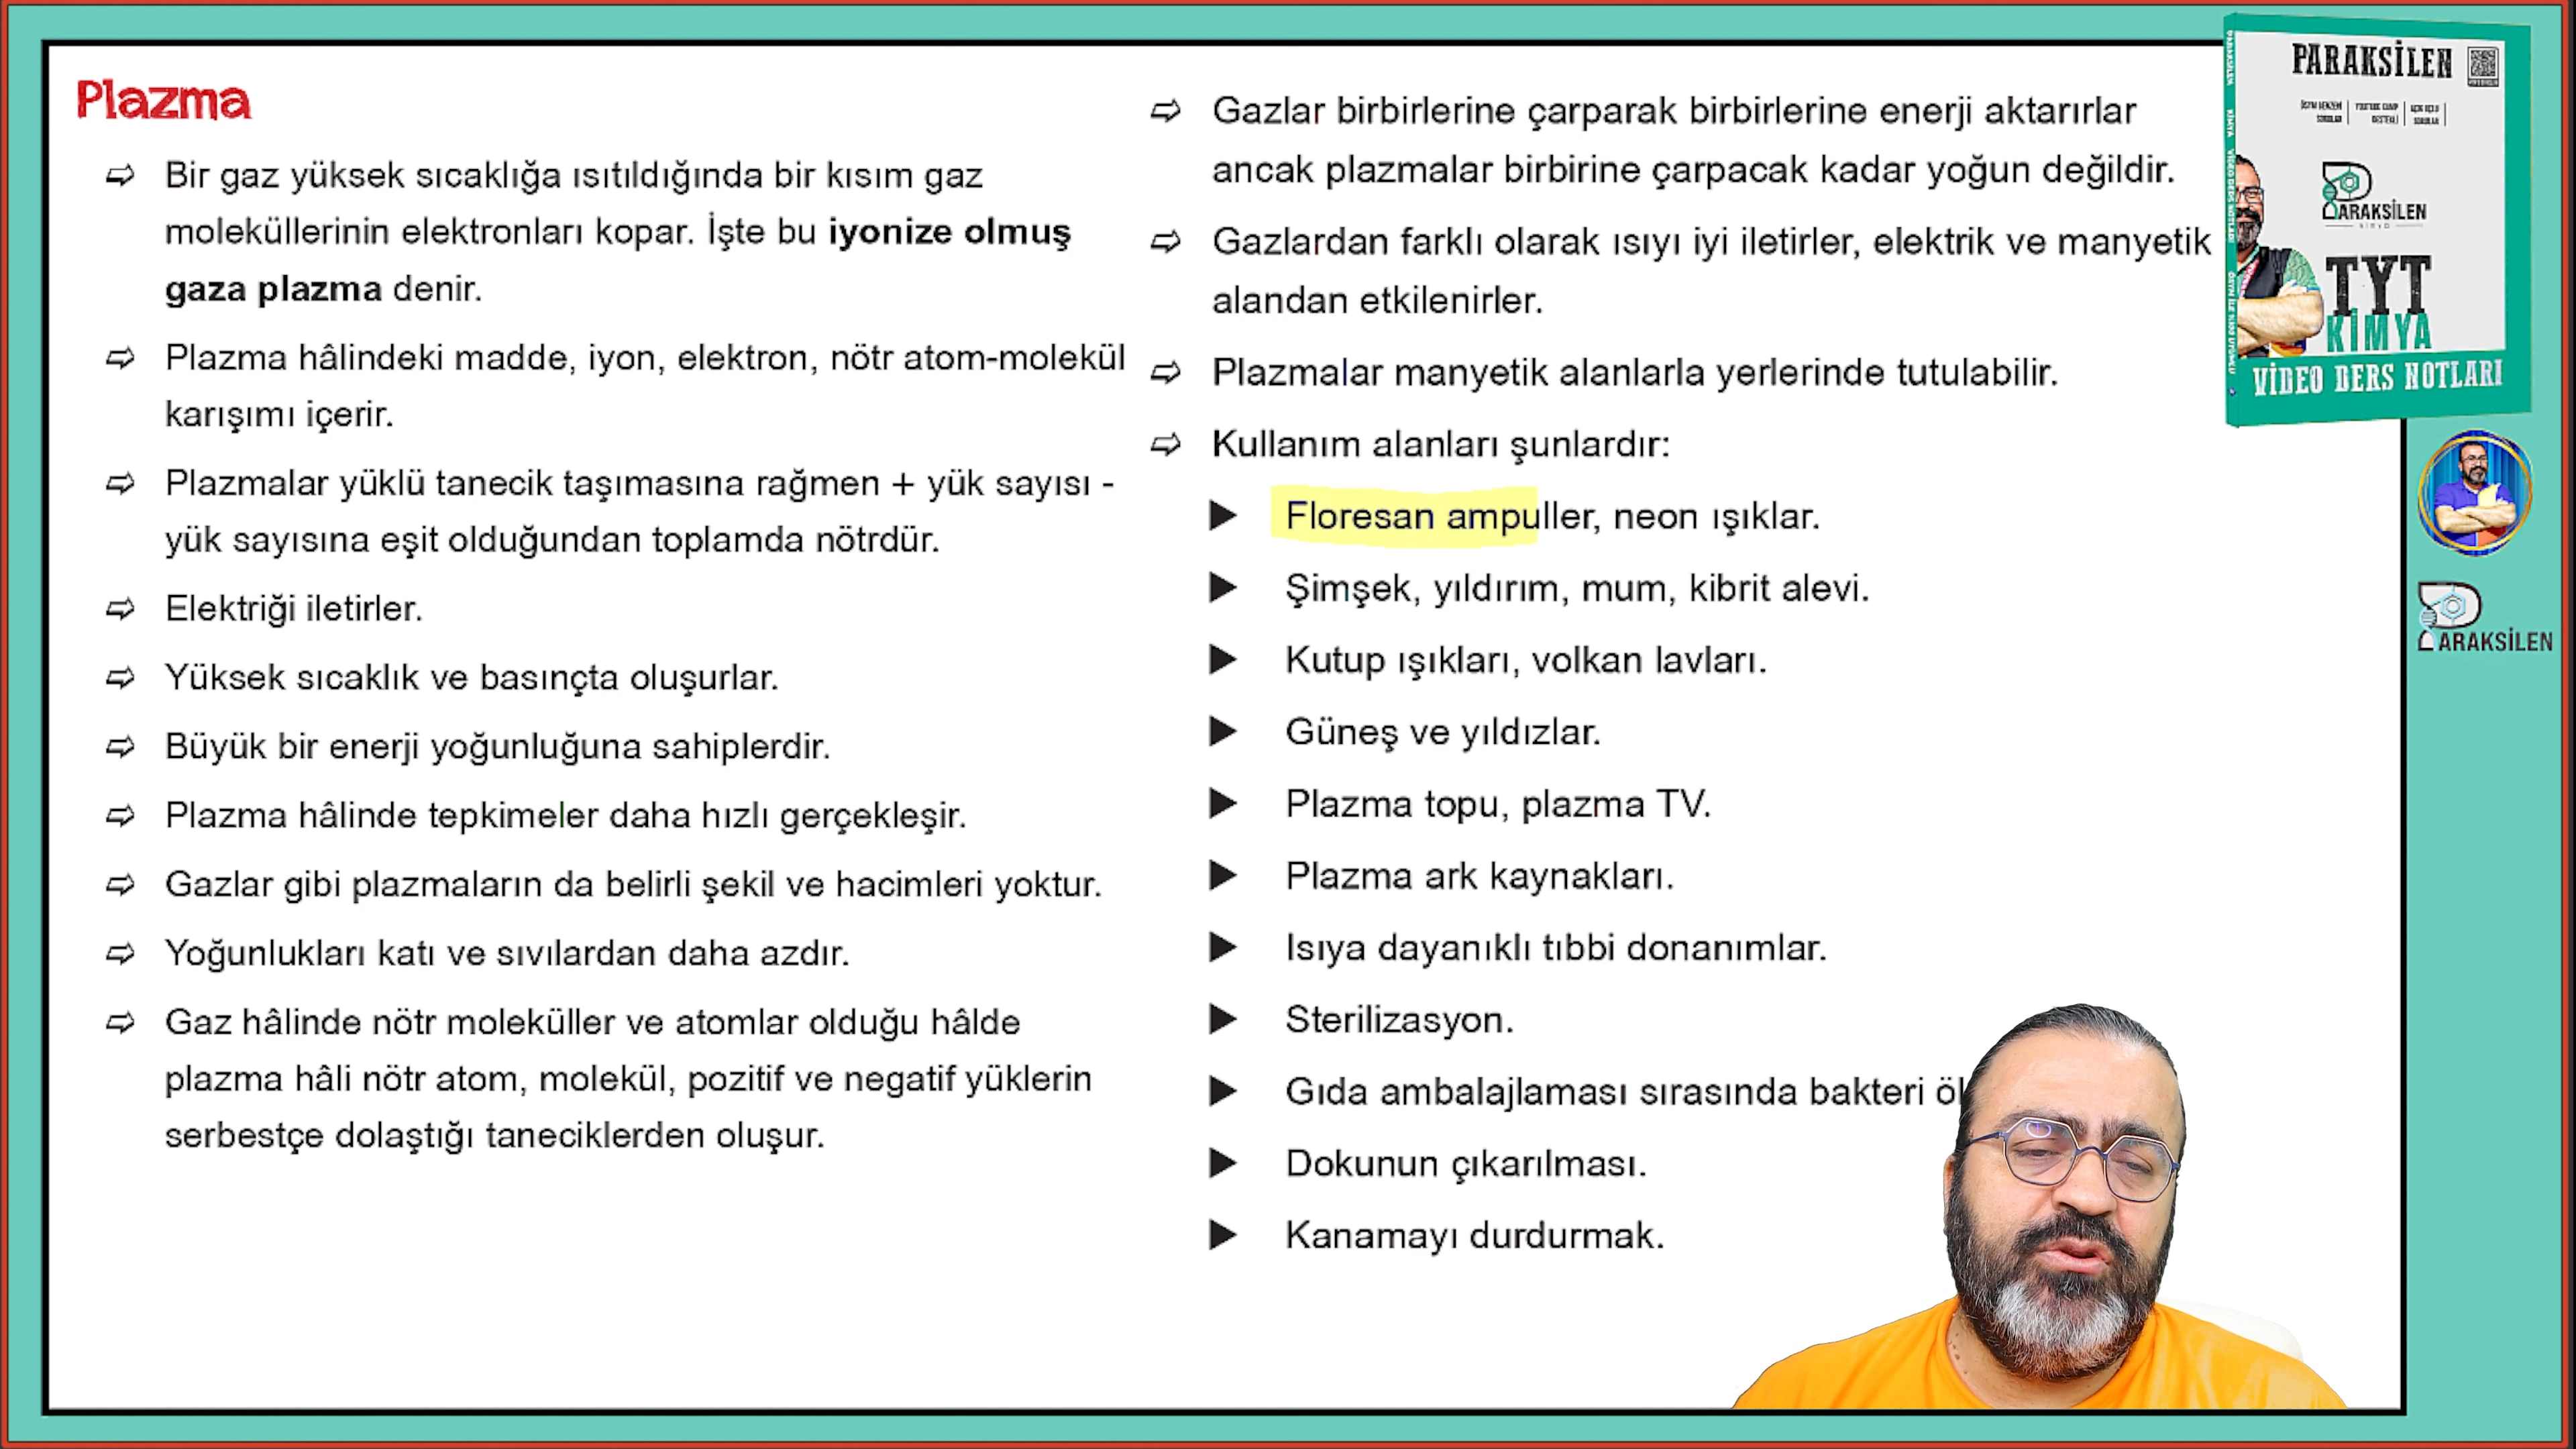 Plazma
Bir gaz yüksek sıcaklığa ısıtıldığında bir kısım gaz
moleküllerinin elektronları kopar. İşte bu iyonize olmuş
gaza plazma denir.
Plazma hâlindeki madde, iyon, elektron, nötr atom-molekül
karışımı içerir.
Plazmalar yüklü tanecik taşımasına rağmen + yük sayısı -
yük sayısına eşit olduğundan toplamda nötrdür.
Elektriği iletirler.
Yüksek sıcaklık ve basınçta oluşurlar.
Büyük bir enerji yoğunluğuna sahiplerdir.
Plazma hâlinde tepkimeler daha hızlı gerçekleşir.
Gazlar gibi plazmaların da belirli şekil ve hacimleri yoktur.
Yoğunlukları katı ve sıvılardan daha azdır.
Gaz hâlinde nötr moleküller ve atomlar olduğu hâlde
plazma hâli nötr atom, molekül, pozitif ve negatif yüklerin
serbestçe dolaştığı taneciklerden oluşur.
Gazlar birbirlerine çarparak birbirlerine enerji aktarırlar
ancak plazmalar birbirine çarpacak kadar yoğun değildir.
Gazlardan farklı olarak ısıyı iyi iletirler, elektrik ve manyetik
alandan etkilenirler.
Plazmalar manyetik alanlarla yerlerinde tutulabilir.
Kullanım alanları şunlardır:
Floresan ampuller, neon ışıklar.
Şimşek, yıldırım, mum, kibrit alevi.
Kutup ışıkları, volkan lavları.
Güneş ve yıldızlar.
Plazma topu, plazma TV.
Plazma ark kaynakları.
Isıya dayanıklı tıbbi donanımlar.
Sterilizasyon.
Gıda ambalajlaması sırasında bakteri öl
Dokunun çıkarılması.
Kanamayı durdurmak.
PARAKSİLEN
PARAKSİLEN
TYT
KİMYA
VİDEO DERS NOTLARI
PARAKSİLEN